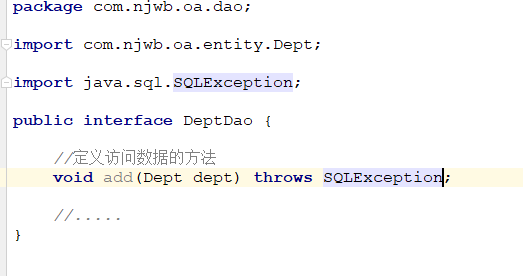 package com.njwb.oa.dao;
import com.njwb.oa.entity.Dept;
import java.sql.SQLException;
public interface DeptDao {
//定义访问数据的方法
void add(Dept dept) throws SQLException;
//.....
}